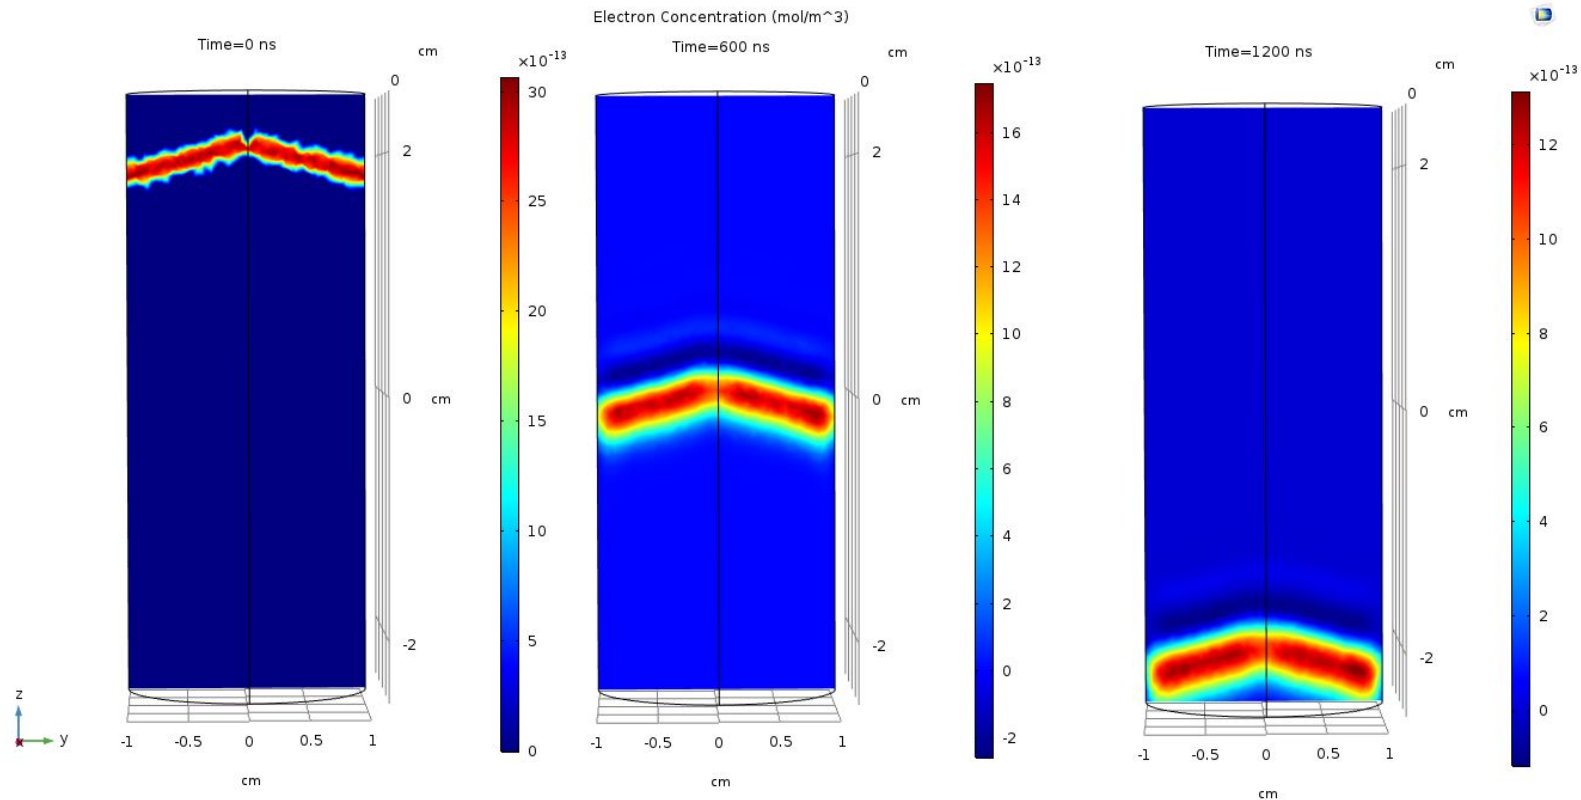 Electron Concentration (mol/m^3)
Time=0 ns
cm
×10⁻¹³
0
30
2
25
20
0 cm
15
10
-2
5
0
z
y
-1 -0.5 0 0.5 1
cm
Time=600 ns
cm
×10⁻¹³
0
16
2
14
12
10
0 cm
8
6
4
2
-2
0
-2
-1 -0.5 0 0.5 1
cm
Time=1200 ns
cm
×10⁻¹³
0
12
2
10
8
0 cm
6
4
-2
2
0
-1 -0.5 0 0.5 1
cm